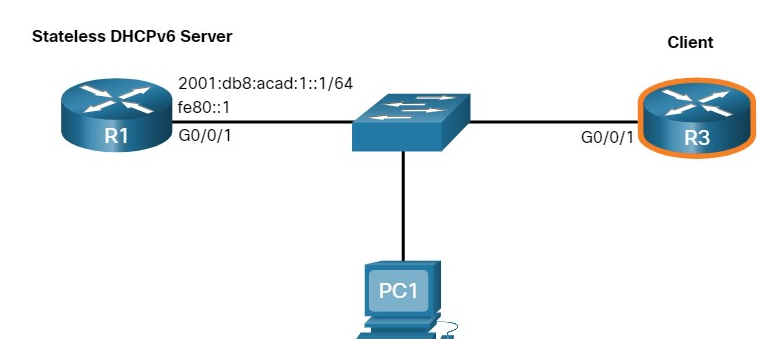 Stateless DHCPv6 Server
Client
2001:db8:acad:1::1/64
fe80::1
R1
G0/0/1
G0/0/1
R3
PC1